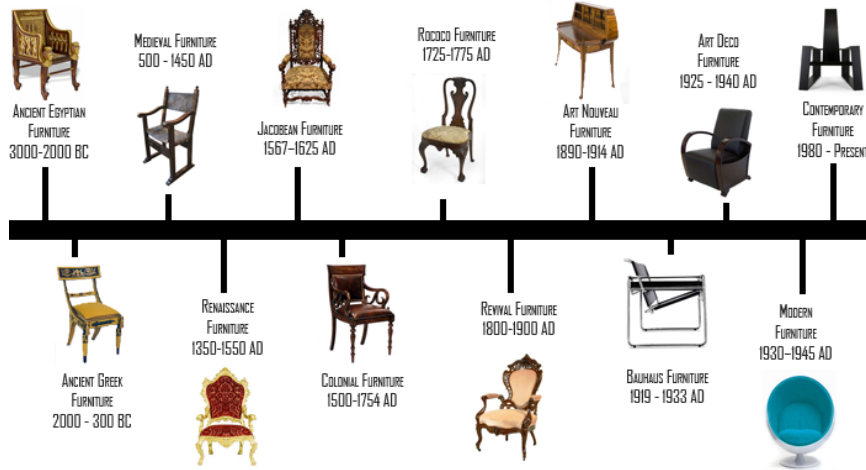 Ancient Egyptian
Furniture
3000-2000 BC
Medieval Furniture
500 - 1450 AD
Jacobean Furniture
1567–1625 AD
Rococo Furniture
1725-1775 AD
Art Nouveau
Furniture
1890-1914 AD
Art Deco
Furniture
1925 - 1940 AD
Contemporary
Furniture
1980 - Present
Ancient Greek
Furniture
2000 - 300 BC
Renaissance
Furniture
1350-1550 AD
Colonial Furniture
1500-1754 AD
Revival Furniture
1800-1900 AD
Bauhaus Furniture
1919 - 1933 AD
Modern
Furniture
1930–1945 AD